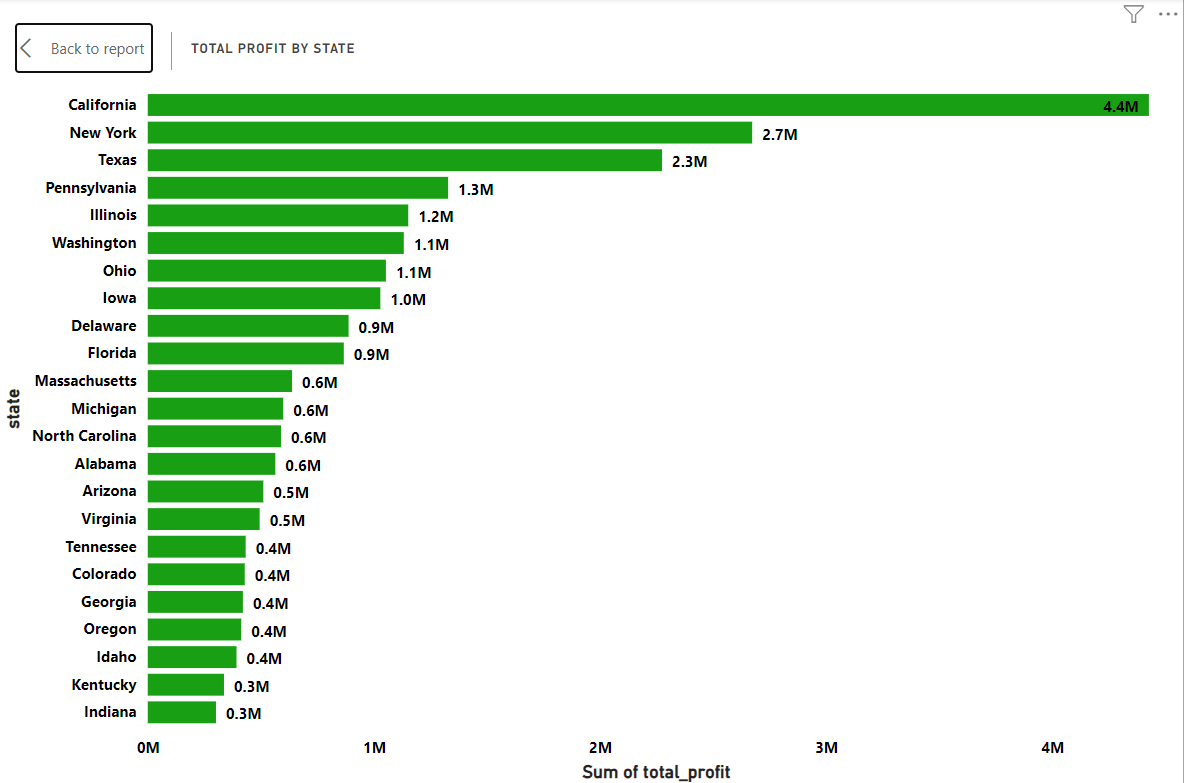 Back to report
TOTAL PROFIT BY STATE
California 4.4M
New York 2.7M
Texas 2.3M
Pennsylvania 1.3M
Illinois 1.2M
Washington 1.1M
Ohio 1.1M
Iowa 1.0M
Delaware 0.9M
Florida 0.9M
Massachusetts 0.6M
Michigan 0.6M
North Carolina 0.6M
Alabama 0.6M
Arizona 0.5M
Virginia 0.5M
Tennessee 0.4M
Colorado 0.4M
Georgia 0.4M
Oregon 0.4M
Idaho 0.4M
Kentucky 0.3M
Indiana 0.3M
state
0M 1M 2M 3M 4M
Sum of total_profit